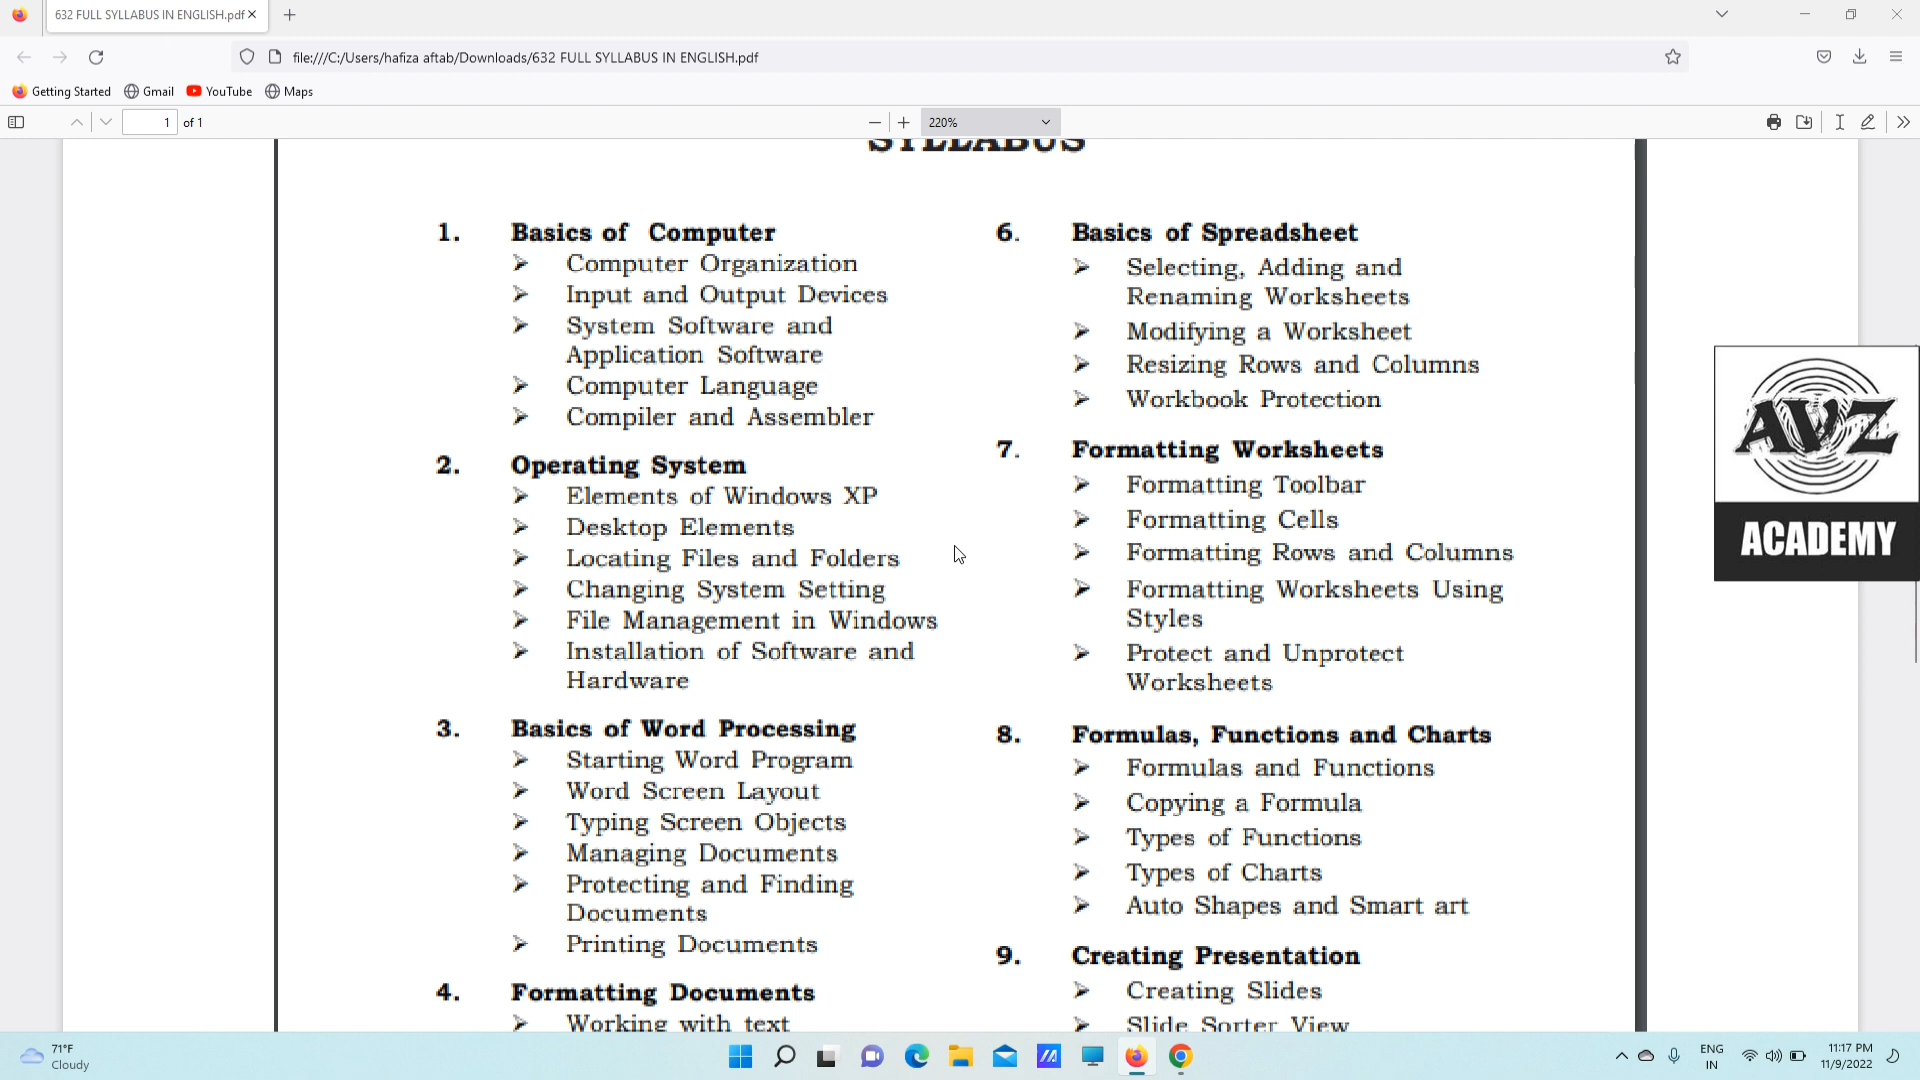 632 FULL SYLLABUS IN ENGLISH.pdf
file:///C:/Users/hafiza aftab/Downloads/632 FULL SYLLABUS IN ENGLISH.pdf
Getting Started Gmail YouTube Maps
1 of 1
220%
SYLLABUS
1. Basics of Computer
Computer Organization
Input and Output Devices
System Software and
Application Software
Computer Language
Compiler and Assembler
2. Operating System
Elements of Windows XP
Desktop Elements
Locating Files and Folders
Changing System Setting
File Management in Windows
Installation of Software and
Hardware
3. Basics of Word Processing
Starting Word Program
Word Screen Layout
Typing Screen Objects
Managing Documents
Protecting and Finding
Documents
Printing Documents
4. Formatting Documents
Working with text
6. Basics of Spreadsheet
Selecting, Adding and
Renaming Worksheets
Modifying a Worksheet
Resizing Rows and Columns
Workbook Protection
7. Formatting Worksheets
Formatting Toolbar
Formatting Cells
Formatting Rows and Columns
Formatting Worksheets Using
Styles
Protect and Unprotect
Worksheets
8. Formulas, Functions and Charts
Formulas and Functions
Copying a Formula
Types of Functions
Types of Charts
Auto Shapes and Smart art
9. Creating Presentation
Creating Slides
Slide Sorter View
AVZ
ACADEMY
71°F
Cloudy
ENG
IN
11:17 PM
11/9/2022